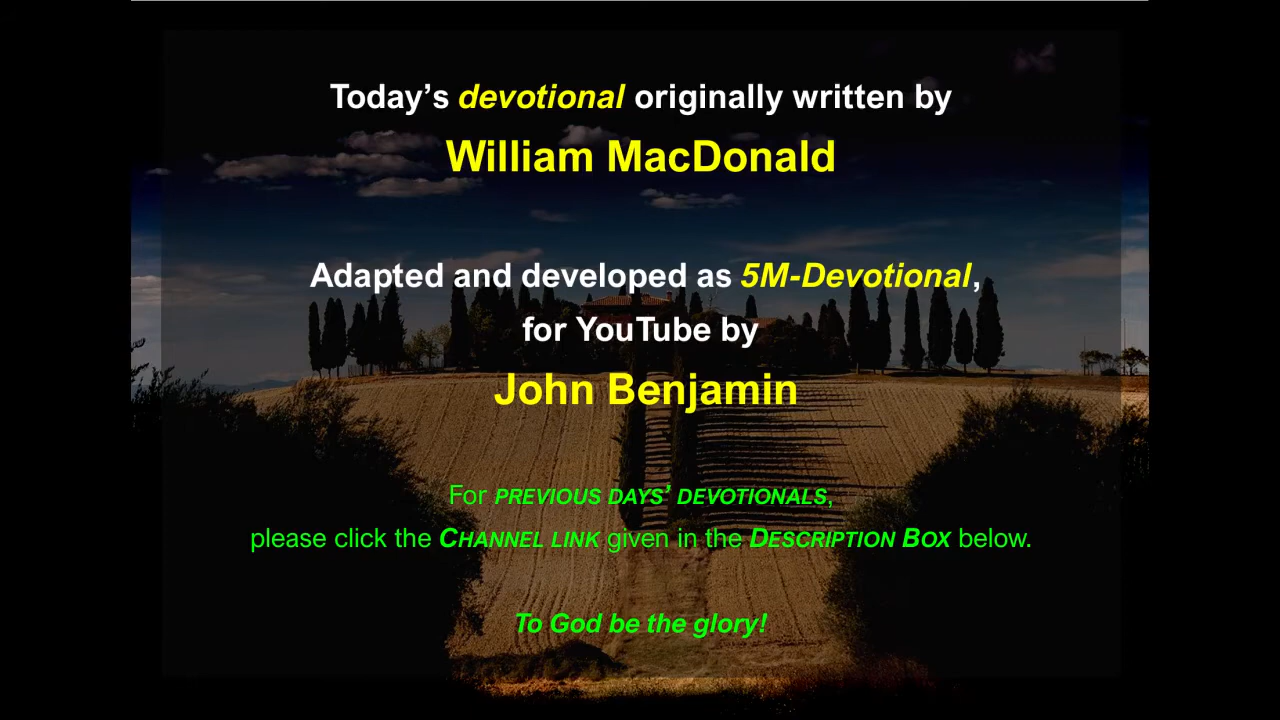 Today’s devotional originally written by
William MacDonald
Adapted and developed as 5M-Devotional,
for YouTube by
John Benjamin
For PREVIOUS DAYS’ DEVOTIONALS,
please click the CHANNEL LINK given in the DESCRIPTION BOX below.
To God be the glory!